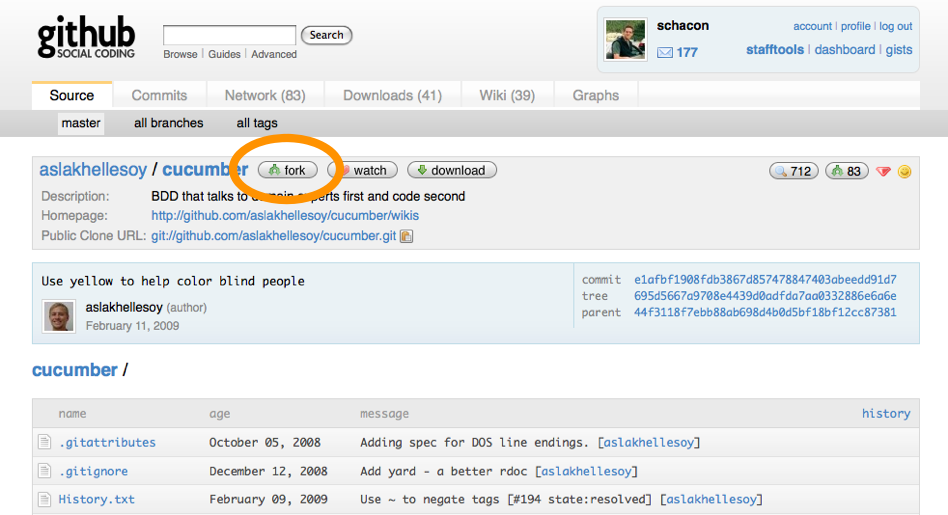 github
SOCIAL CODING
Search
Browse | Guides | Advanced
schacon
177
account | profile | log out
stafftools | dashboard | gists
Source Commits Network (83) Downloads (41) Wiki (39) Graphs
master all branches all tags
aslakhellesoy / cucumber fork watch download 712 83
Description: BDD that talks to domain experts first and code second
Homepage: http://github.com/aslakhellesoy/cucumber/wikis
Public Clone URL: git://github.com/aslakhellesoy/cucumber.git
Use yellow to help color blind people
aslakhellesoy (author)
February 11, 2009
commit e1afbf1908fdb3867d857478847403abeedd91d7
tree 695d5667a9708e4439d0adfda7aa0332886e6a6e
parent 44f3118f7ebb88ab698d4b0d5bf18bf12cc87381
cucumber /
name age message history
.gitattributes October 05, 2008 Adding spec for DOS line endings. [aslakhellesoy]
.gitignore December 12, 2008 Add yard - a better rdoc [aslakhellesoy]
History.txt February 09, 2009 Use ~ to negate tags [#194 state:resolved] [aslakhellesoy]